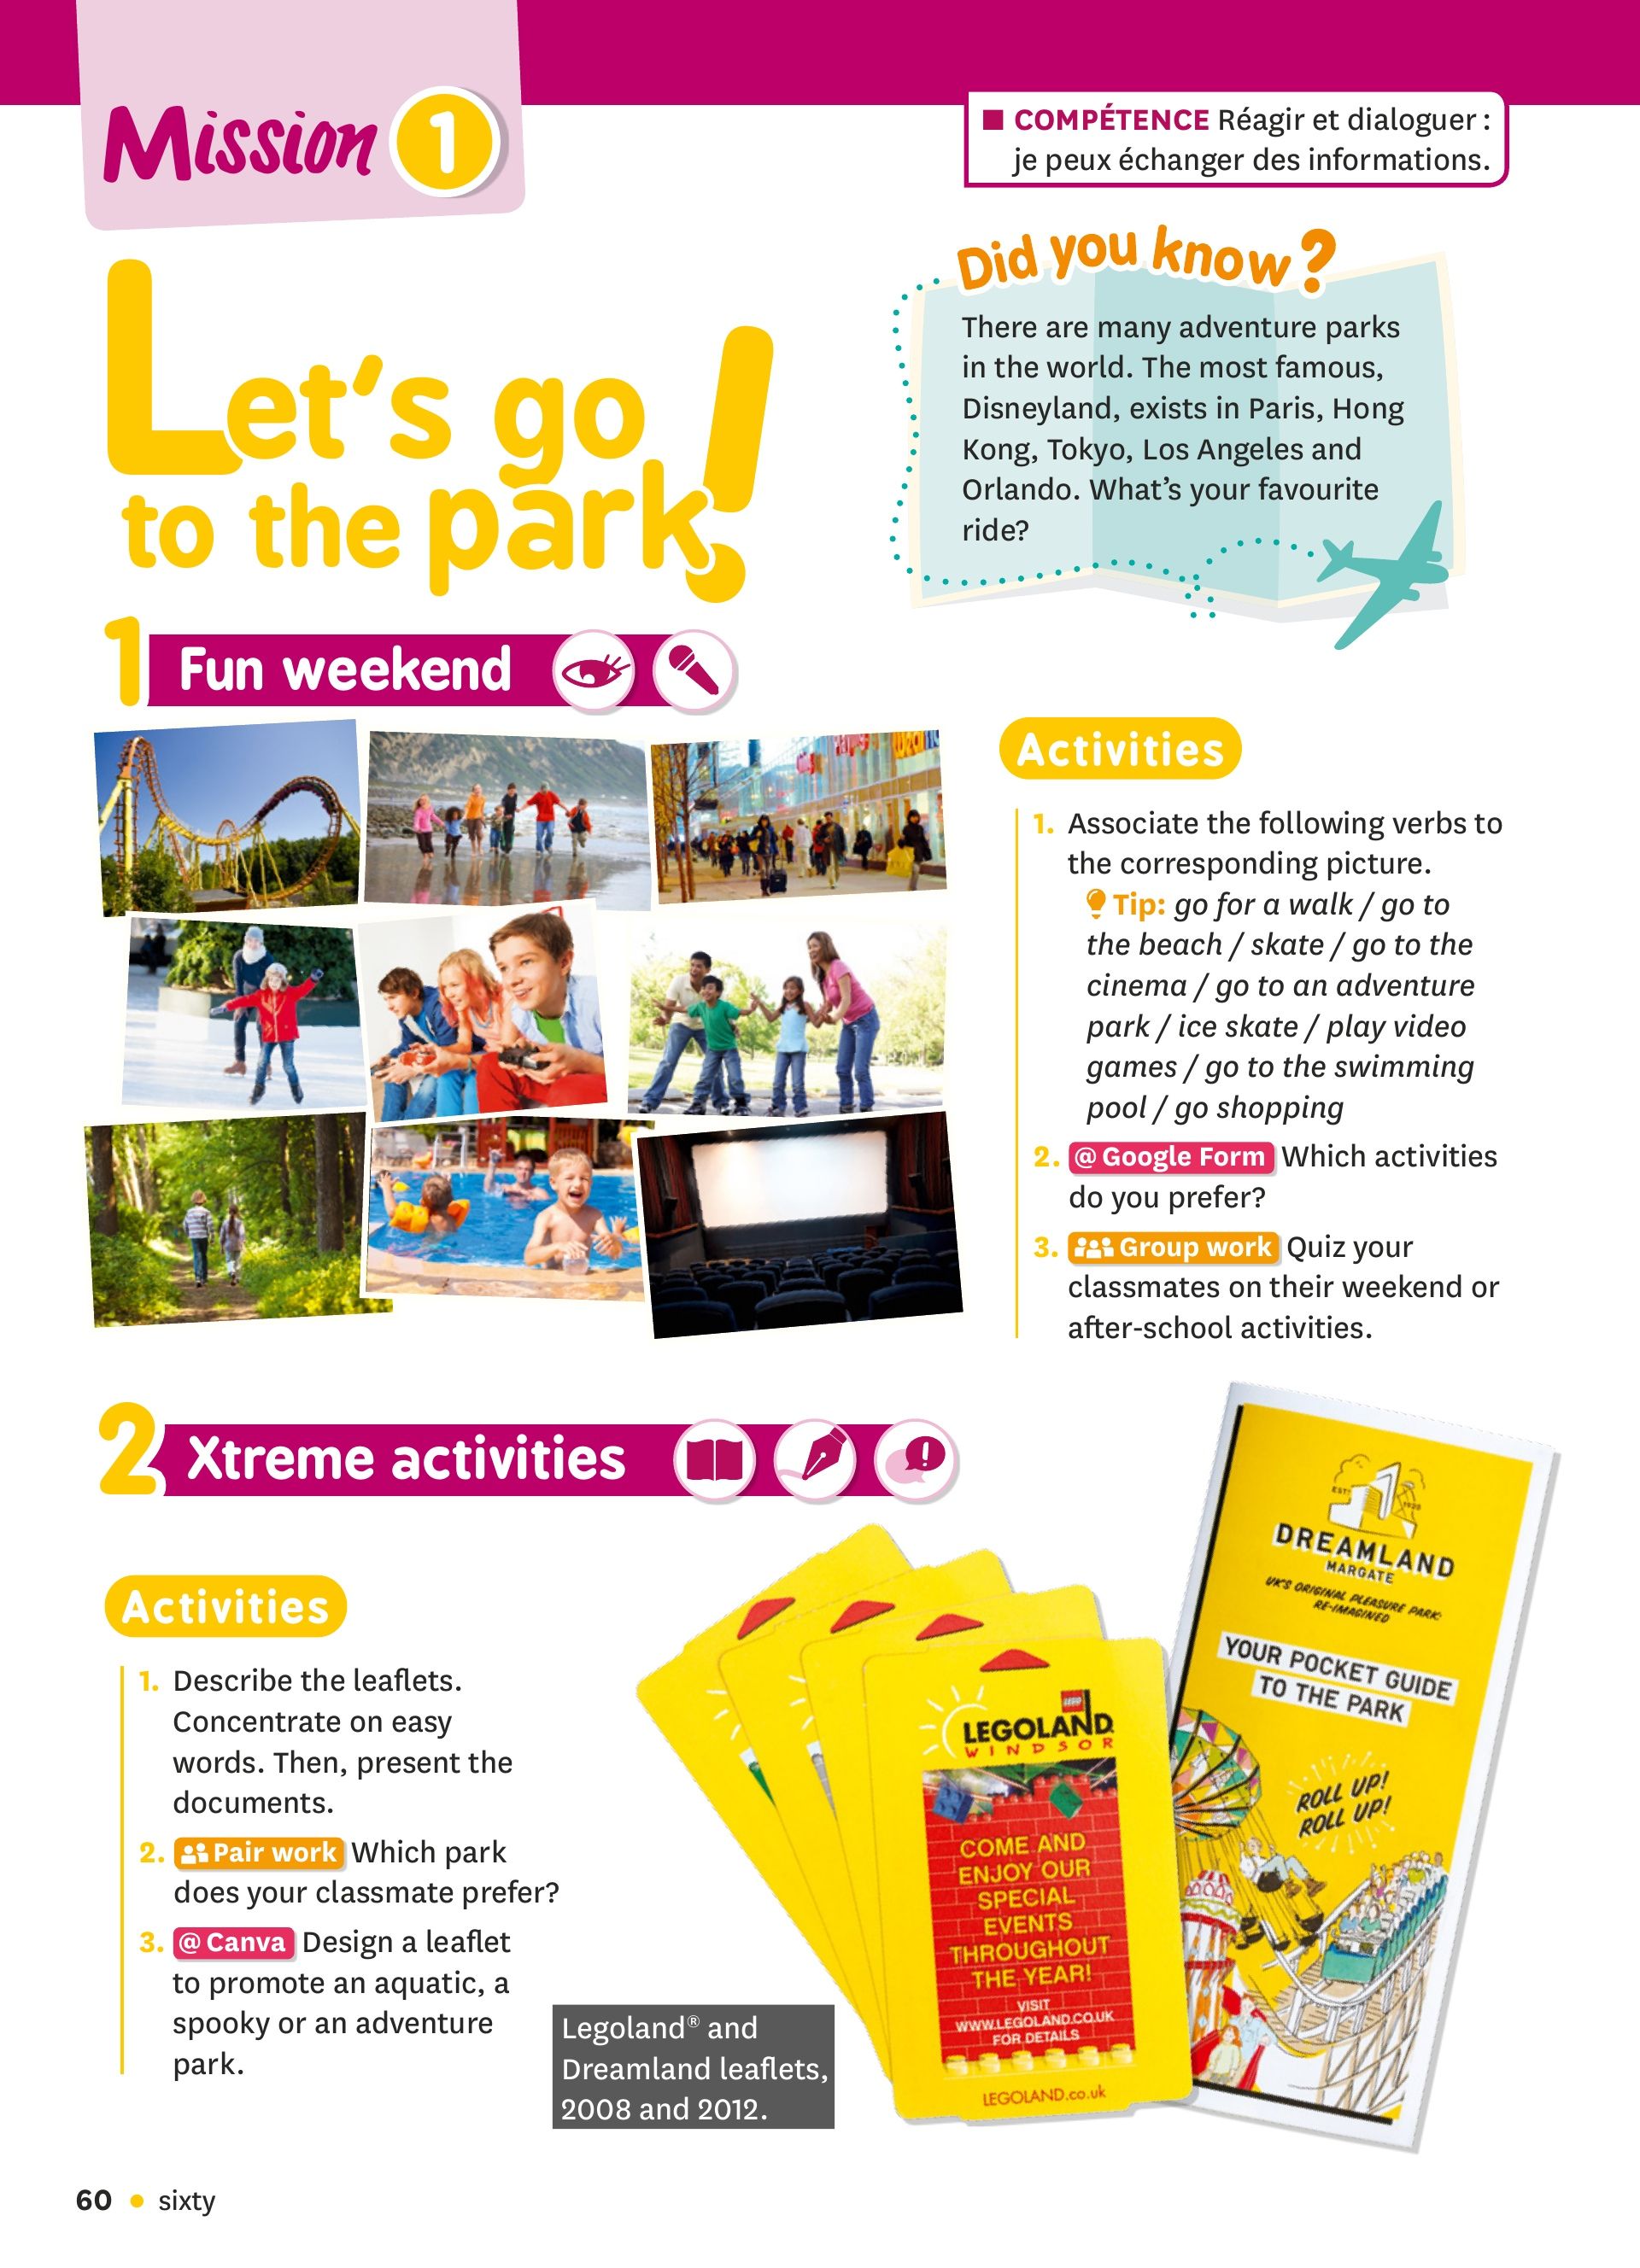 Mission 1
■ COMPÉTENCE Réagir et dialoguer :
je peux échanger des informations.
Let's go
to the park!
Did you know?
There are many adventure parks
in the world. The most famous,
Disneyland, exists in Paris, Hong
Kong, Tokyo, Los Angeles and
Orlando. What's your favourite
ride?
1 Fun weekend
Activities
1. Associate the following verbs to
the corresponding picture.
Tip: go for a walk / go to
the beach / skate / go to the
cinema / go to an adventure
park / ice skate / play video
games / go to the swimming
pool / go shopping
2. @ Google Form Which activities
do you prefer?
3. Group work Quiz your
classmates on their weekend or
after-school activities.
2 Xtreme activities
Activities
1. Describe the leaflets.
Concentrate on easy
words. Then, present the
documents.
2. Pair work Which park
does your classmate prefer?
3. @ Canva Design a leaflet
to promote an aquatic, a
spooky or an adventure
park.
Legoland® and
Dreamland leaflets,
2008 and 2012.
LEGO
LEGOLAND
WINDSOR
COME AND
ENJOY OUR
SPECIAL
EVENTS
THROUGHOUT
THE YEAR!
VISIT
WWW.LEGOLAND.CO.UK
FOR DETAILS
LEGOLAND.co.uk
DREAMLAND
MARGATE
UK'S ORIGINAL PLEASURE PARK:
RE-IMAGINED
YOUR POCKET GUIDE
TO THE PARK
ROLL UP!
ROLL UP!
60 • sixty